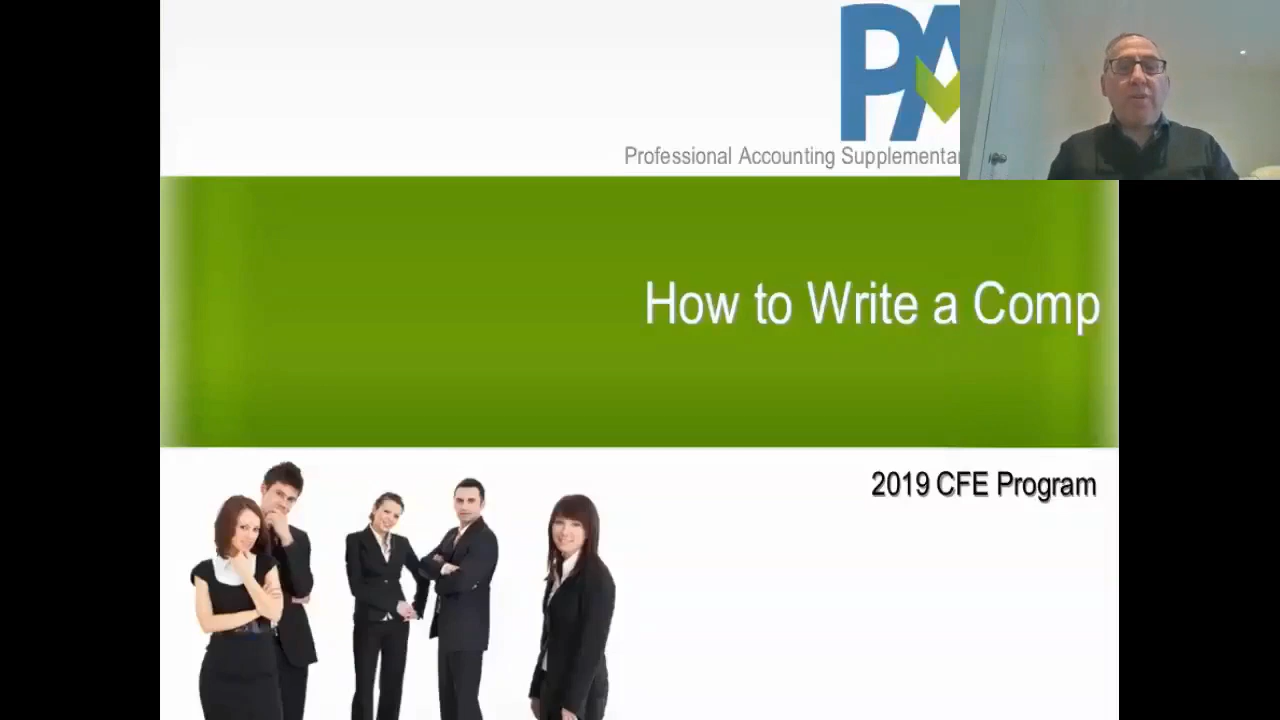 PA
Professional Accounting Supplementar
How to Write a Comp
2019 CFE Program